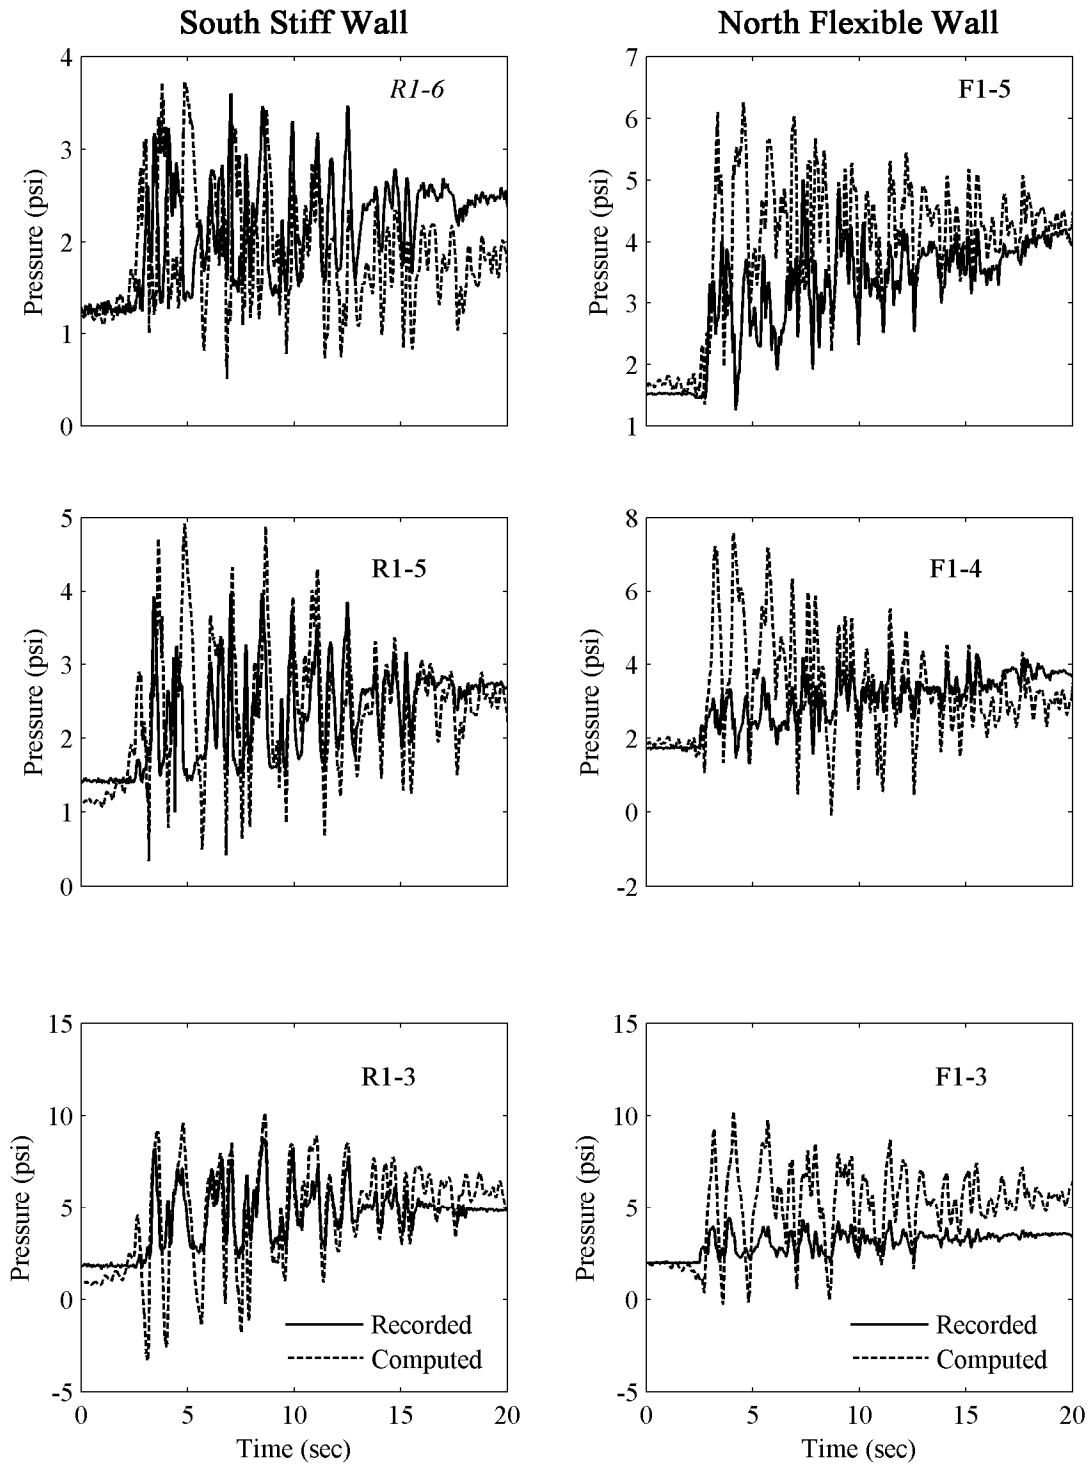 South Stiff Wall
North Flexible Wall
4
3
2
1
0
Pressure (psi)
R1-6
7
6
5
4
3
2
1
Pressure (psi)
F1-5
5
4
3
2
1
0
Pressure (psi)
R1-5
8
6
4
2
0
-2
Pressure (psi)
F1-4
15
10
5
0
-5
Pressure (psi)
R1-3
Recorded
Computed
0 5 10 15 20
Time (sec)
15
10
5
0
-5
Pressure (psi)
F1-3
Recorded
Computed
0 5 10 15 20
Time (sec)